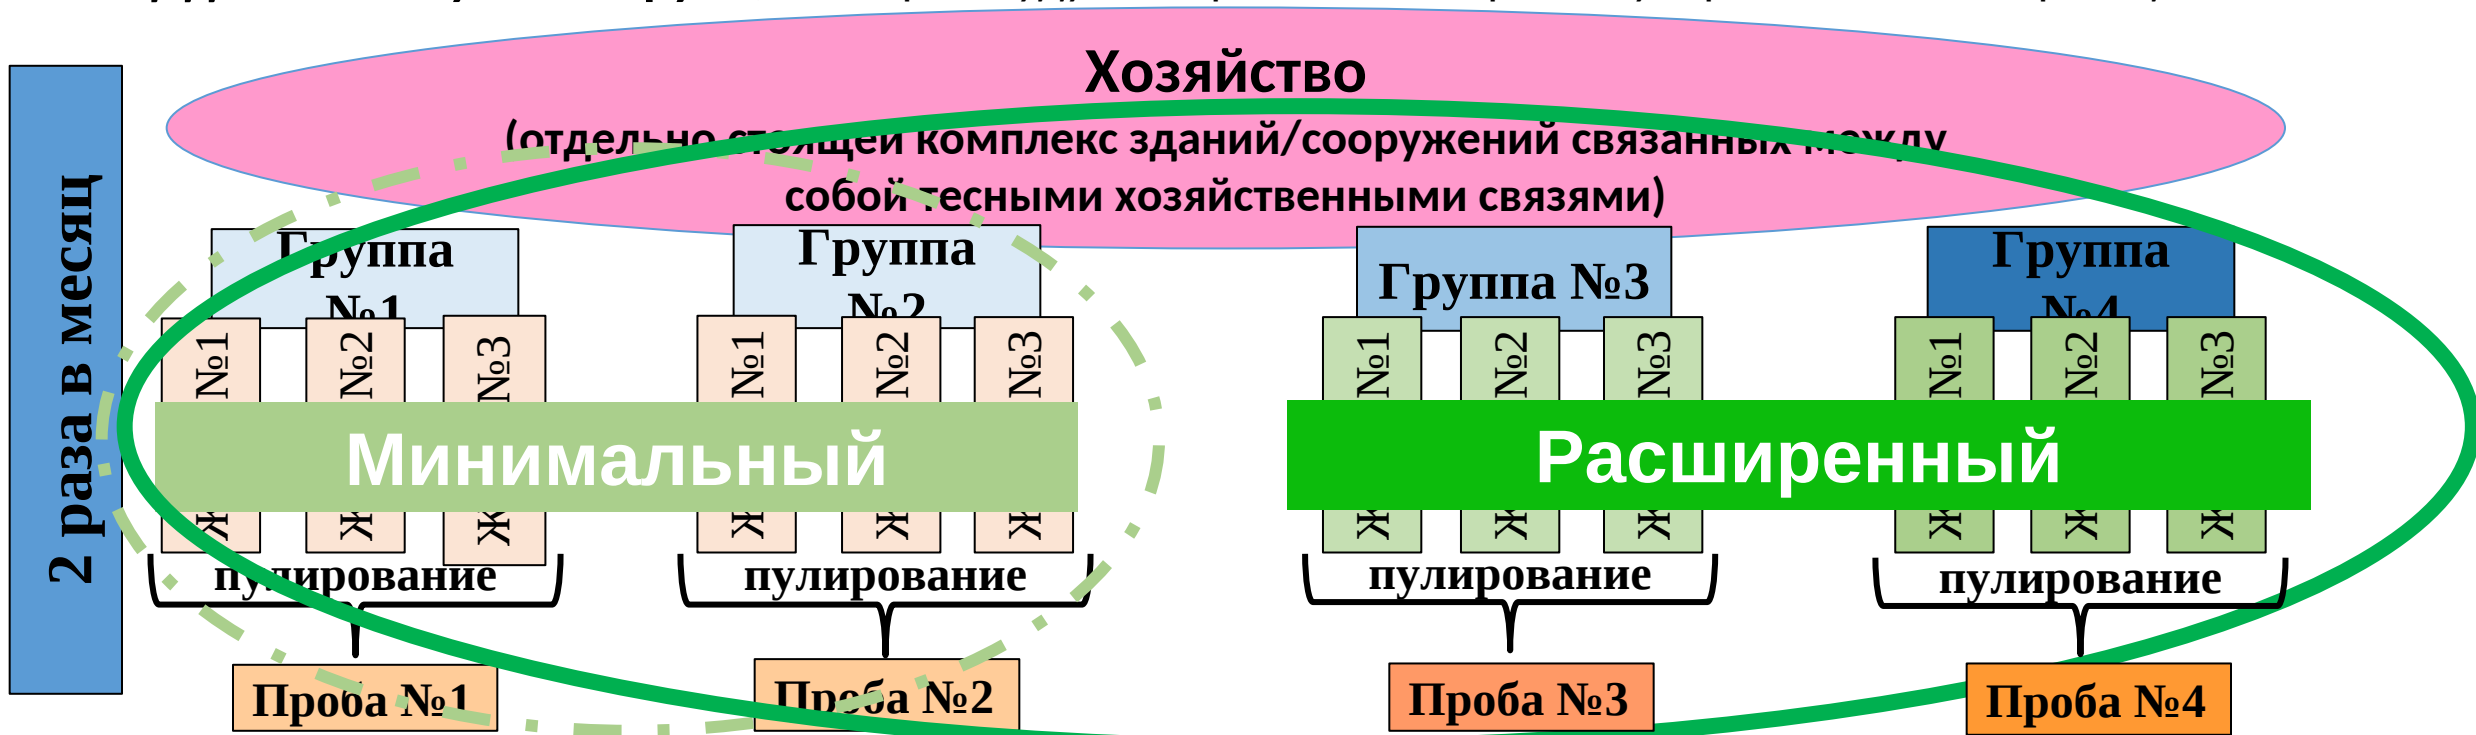 Хозяйство
(отдельно стоящей комплекс зданий/сооружений связанных между
собой тесными хозяйственными связями)
2 раза в месяц
Группа
№1
Группа
№2
Группа №3
Группа
№4
№1
№2
№3
№1
№2
№3
№1
№2
№3
№1
№2
№3
Минимальный
Расширенный
пулирование
пулирование
пулирование
пулирование
Проба №1
Проба №2
Проба №3
Проба №4